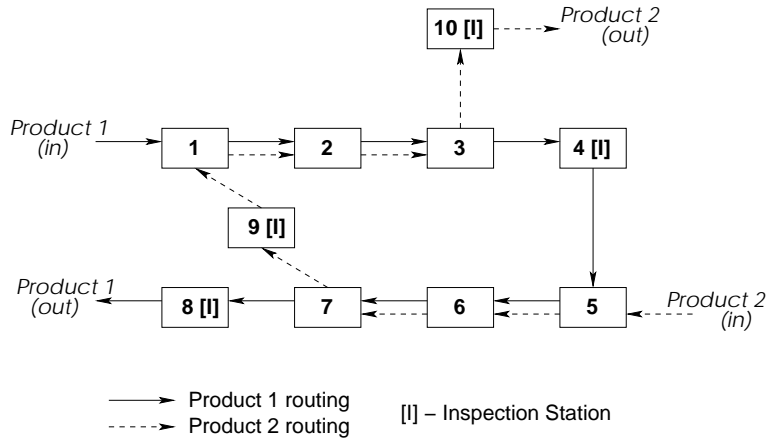 10 [I]
Product 2
(out)
Product 1
(in)
1
2
3
4 [I]
9 [I]
Product 1
(out)
8 [I]
7
6
5
Product 2
(in)
Product 1 routing
Product 2 routing
[I] – Inspection Station